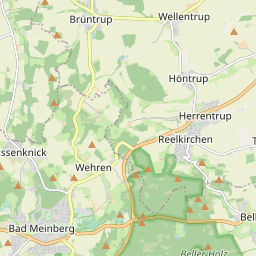 Brüntrup
Wellentrup
Höntrup
Herrentrup
Reelkirchen
ssenknick
Wehren
T
Bad Meinberg
Bell
Beller Holz